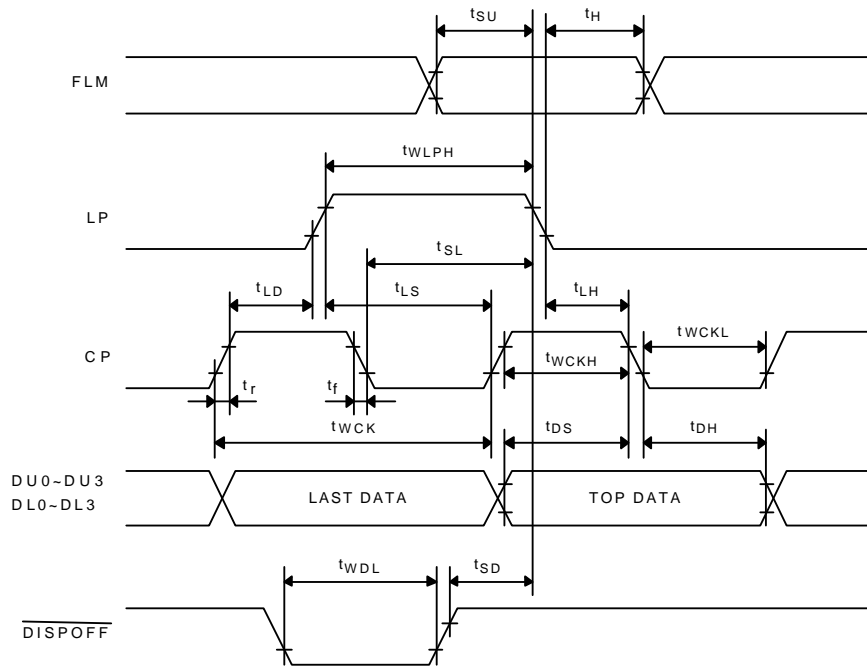 tSU tH
FLM
tWLPH
LP
tSL
tLD tLS tLH
tWCKL
CP
tWCKH
tr tf
tWCK tDS tDH
DU0~DU3
DL0~DL3
LAST DATA TOP DATA
tWDL tSD
DISPOFF